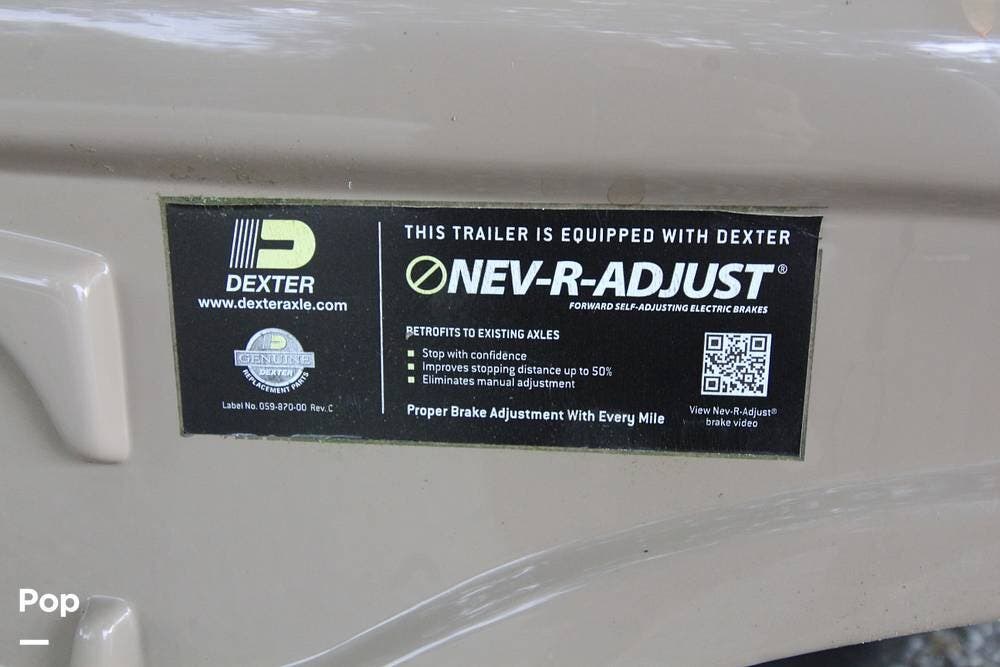 DEXTER
www.dexteraxle.com
GENUINE
DEXTER
REPLACEMENT PARTS
Label No. 059-870-00 Rev. C
THIS TRAILER IS EQUIPPED WITH DEXTER
NEV-R-ADJUST®
FORWARD SELF-ADJUSTING ELECTRIC BRAKES
RETROFITS TO EXISTING AXLES
Stop with confidence
Improves stopping distance up to 50%
Eliminates manual adjustment
Proper Brake Adjustment With Every Mile
View Nev-R-Adjust®
brake video
Pop